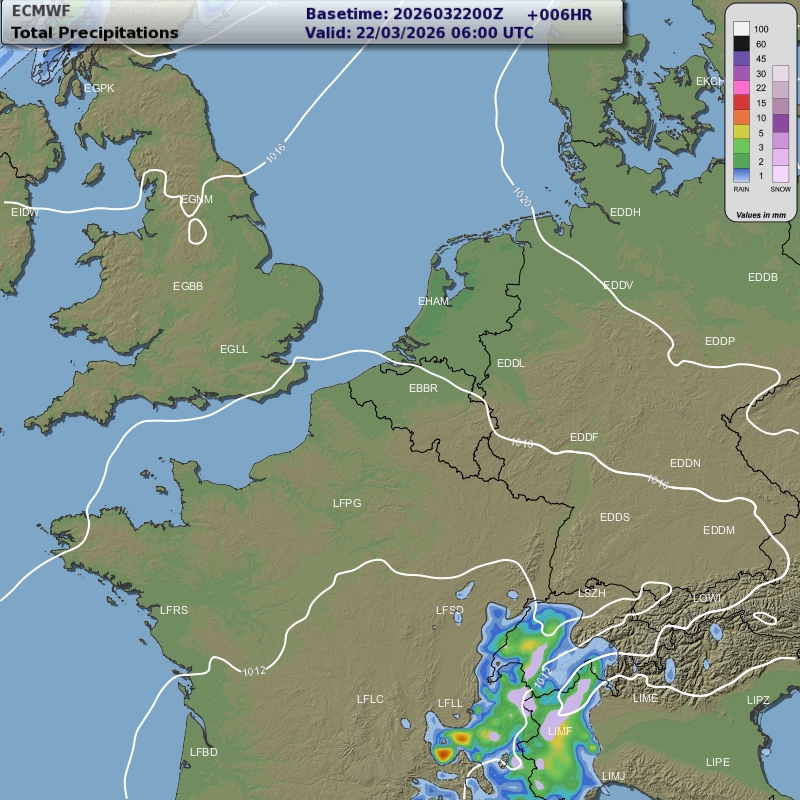 ECMWF
Basetime: 2026032200Z +006HR
Total Precipitations
Valid: 22/03/2026 06:00 UTC
100
60
45
30
22
15
10
5
3
2
1
RAIN SNOW
Values in mm
EGPK
EKCH
1016
EIDW
EGNM
1020
EDDH
EGBB
EHAM
EDDV
EDDB
EGLL
EDDP
EDDL
EBBR
1016
EDDF
EDDN
1016
LFPG
EDDS
EDDM
LFRS
LFSD
LSZH
LOWI
1012
1012
LFLC
LFLL
LIME
LIPZ
LIMF
LFBD
LIPE
LIMJ